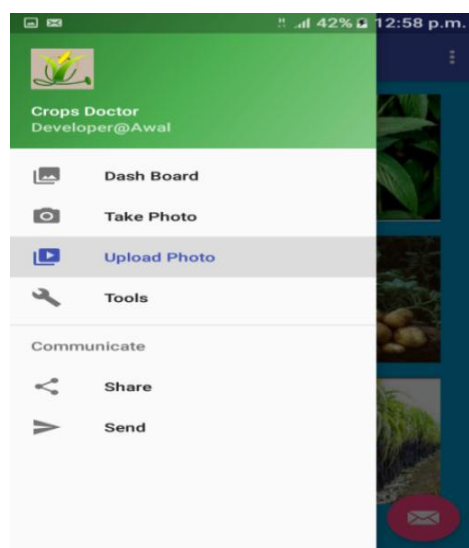 42% 12:58 p.m.
Crops Doctor
Developer@Awal
Dash Board
Take Photo
Upload Photo
Tools
Communicate
Share
Send